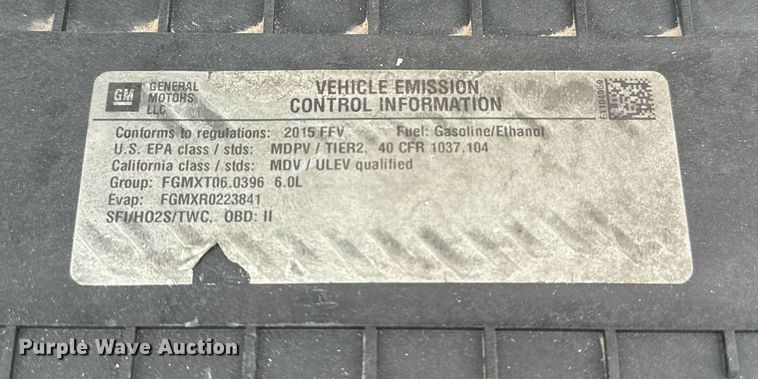 GM GENERAL MOTORS LLC
VEHICLE EMISSION
CONTROL INFORMATION
Conforms to regulations: 2015 FFV Fuel: Gasoline/Ethanol
U.S. EPA class / stds: MDPV / TIER2, 40 CFR 1037.104
California class / stds: MDV / ULEV qualified
Group: FGMXT06.0396 6.0L
Evap: FGMXR0223841
SFI/HO2S/TWC, OBD: II
Purple Wave Auction